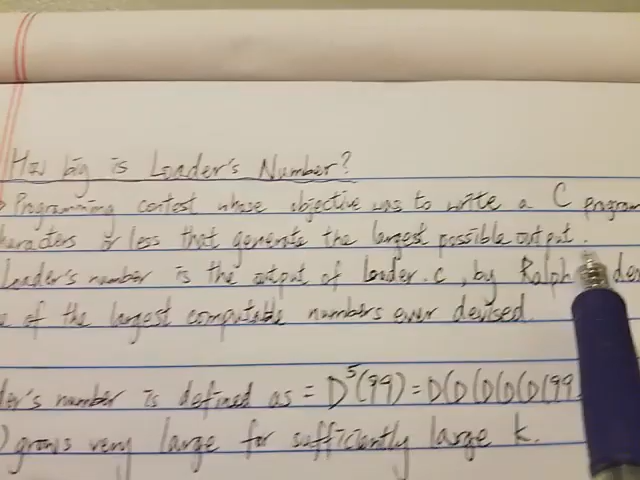 How big is Loader's Number?
Programming contest whose objective was to write a C program
haracters or less that generate the largest possible output.
Loader's number is the output of loader.c, by Ralph
of the largest computable numbers ever devised.
der's number is defined as = D⁵(99) = D(D(D(D(D(99
) grows very large for sufficiently large k.